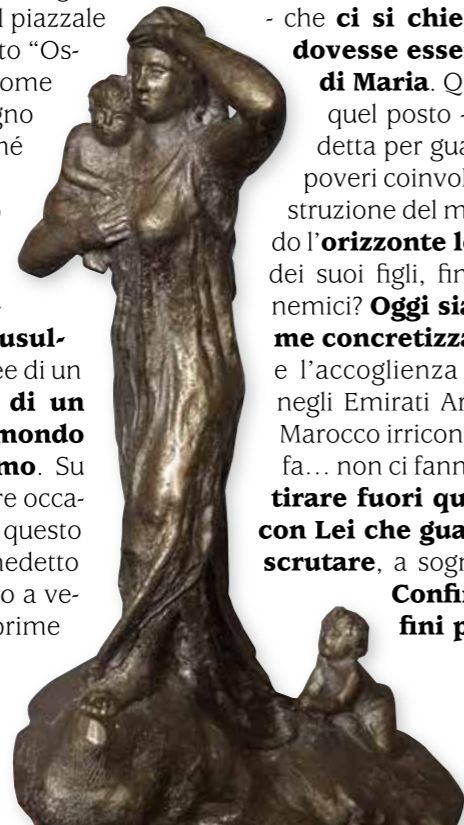 l piazzale
to “Os-
ome
gno
né
usul-
ee di un
di un
mondo
mo. Su
re occa-
questo
nedetto
o a ve-
prime
- che ci si chie
dovesse esse
di Maria. Q
quel posto -
detta per gua
poveri coinvol
struzione del m
do l’orizzonte l
dei suoi figli, fin
nemici? Oggi sia
me concretizza
e l’accoglienza
negli Emirati Ar
Marocco irricon
fa… non ci fann
tirare fuori qu
con Lei che gua
scrutare, a sogn
Confi
fini p